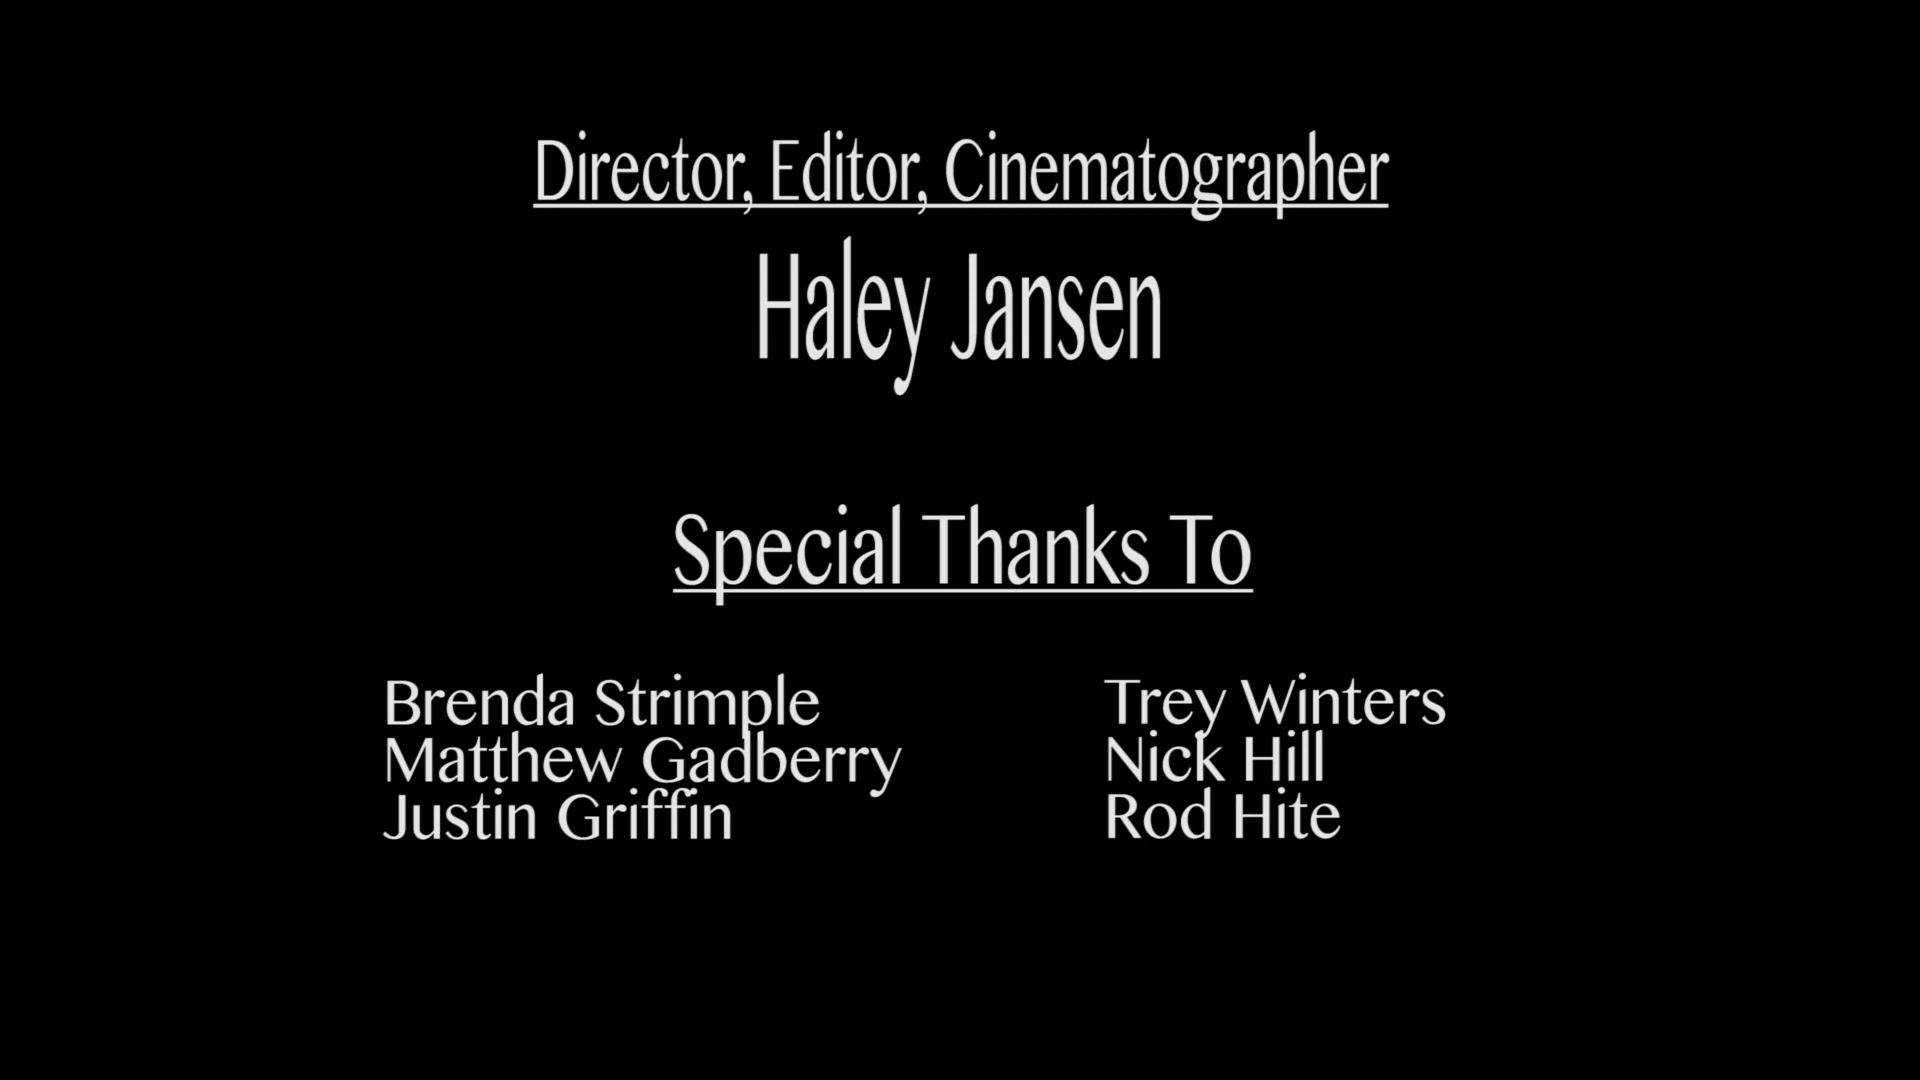 Director, Editor, Cinematographer
Haley Jansen
Special Thanks To
Brenda Strimple
Matthew Gadberry
Justin Griffin
Trey Winters
Nick Hill
Rod Hite